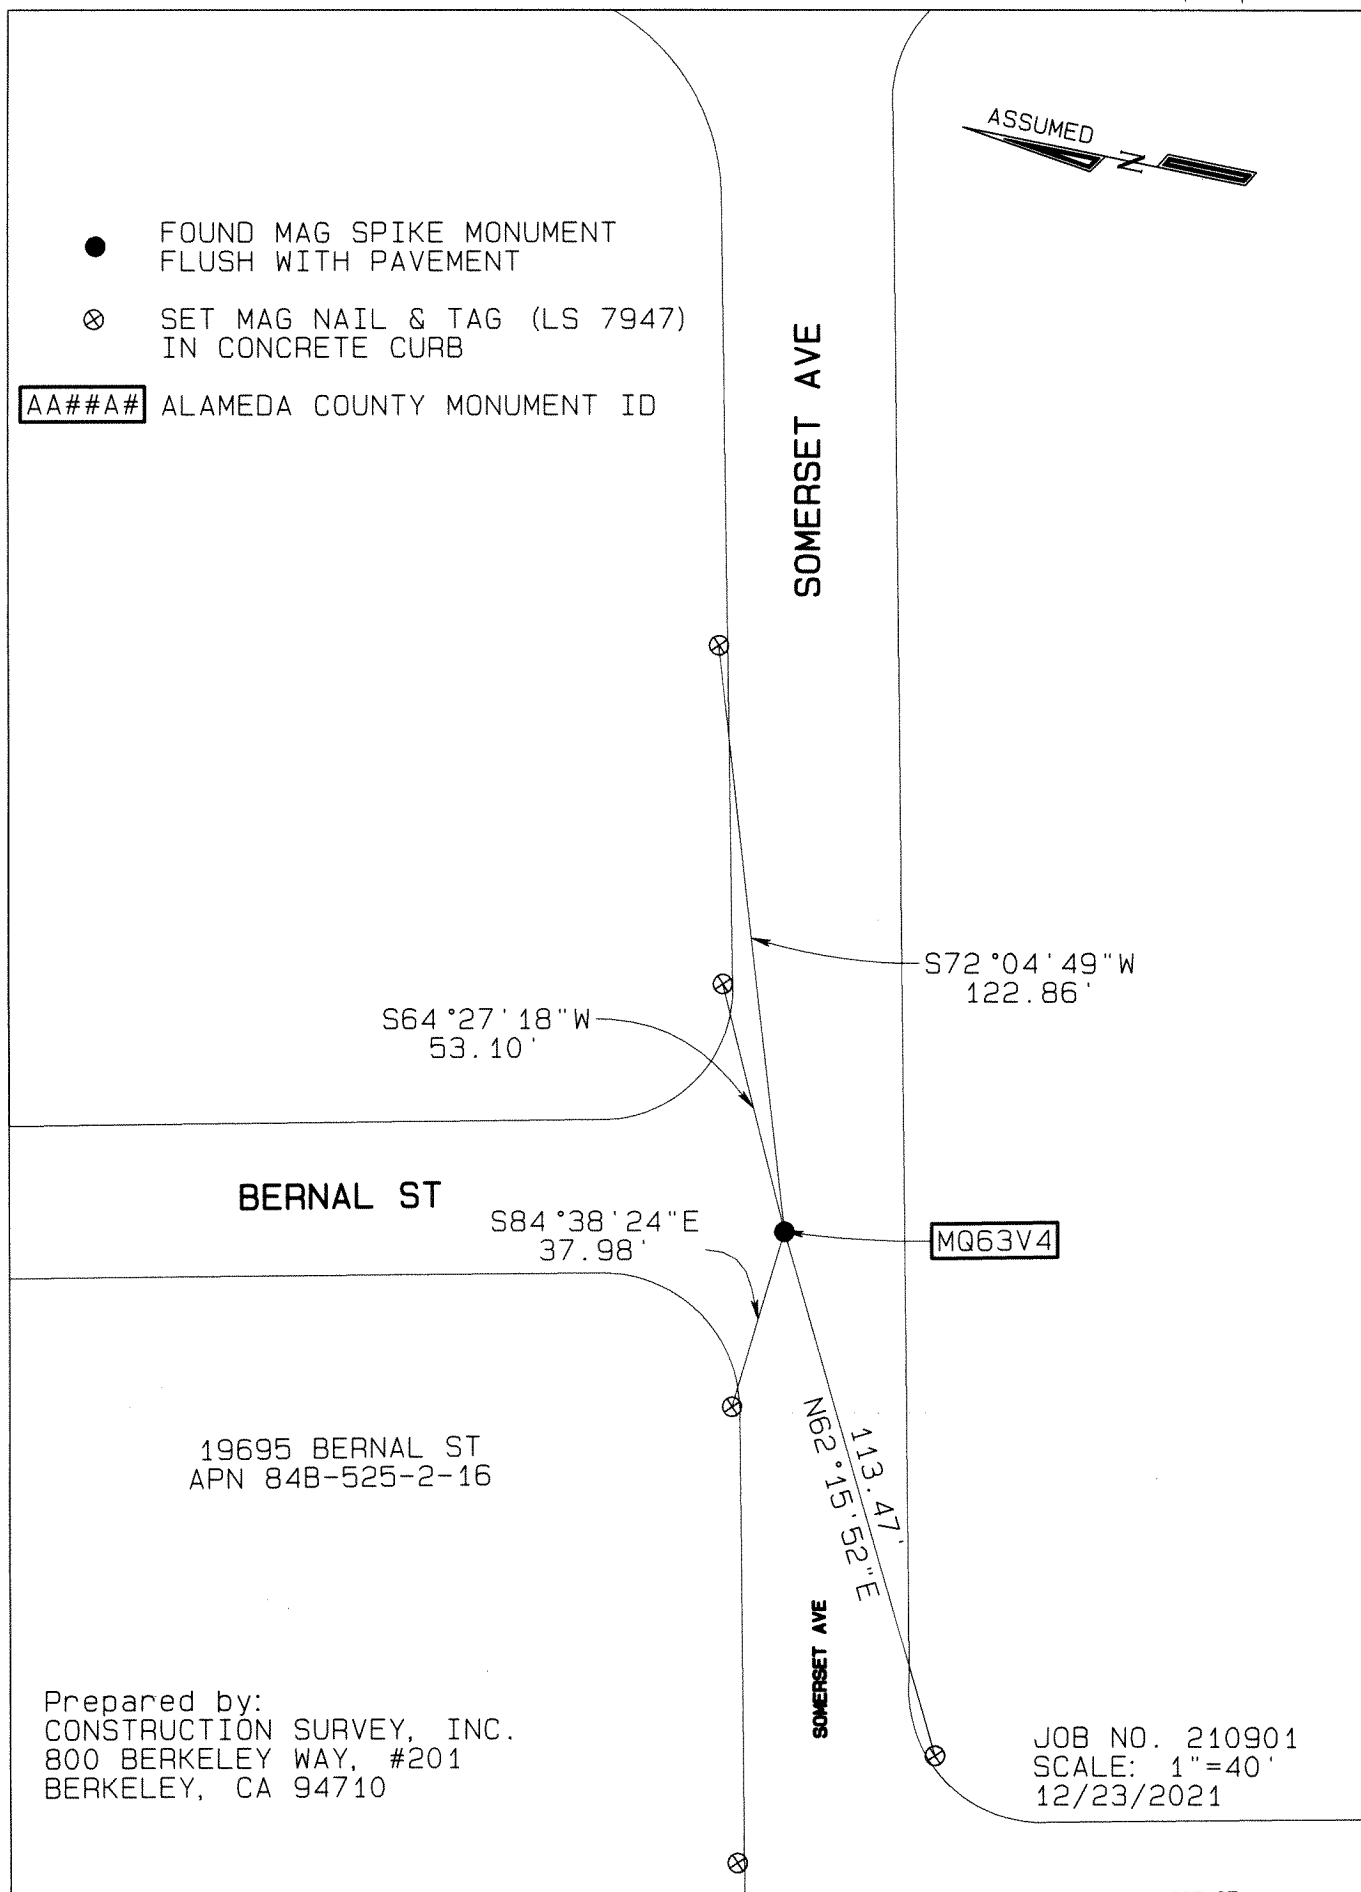 ASSUMED
N
FOUND MAG SPIKE MONUMENT
FLUSH WITH PAVEMENT
SET MAG NAIL & TAG (LS 7947)
IN CONCRETE CURB
AA##A# ALAMEDA COUNTY MONUMENT ID
SOMERSET AVE
S72°04'49"W
122.86'
S64°27'18"W
53.10'
BERNAL ST
S84°38'24"E
37.98'
MQ63V4
113.47'
N62°15'52"E
19695 BERNAL ST
APN 84B-525-2-16
SOMERSET AVE
Prepared by:
CONSTRUCTION SURVEY, INC.
800 BERKELEY WAY, #201
BERKELEY, CA 94710
JOB NO. 210901
SCALE: 1"=40'
12/23/2021